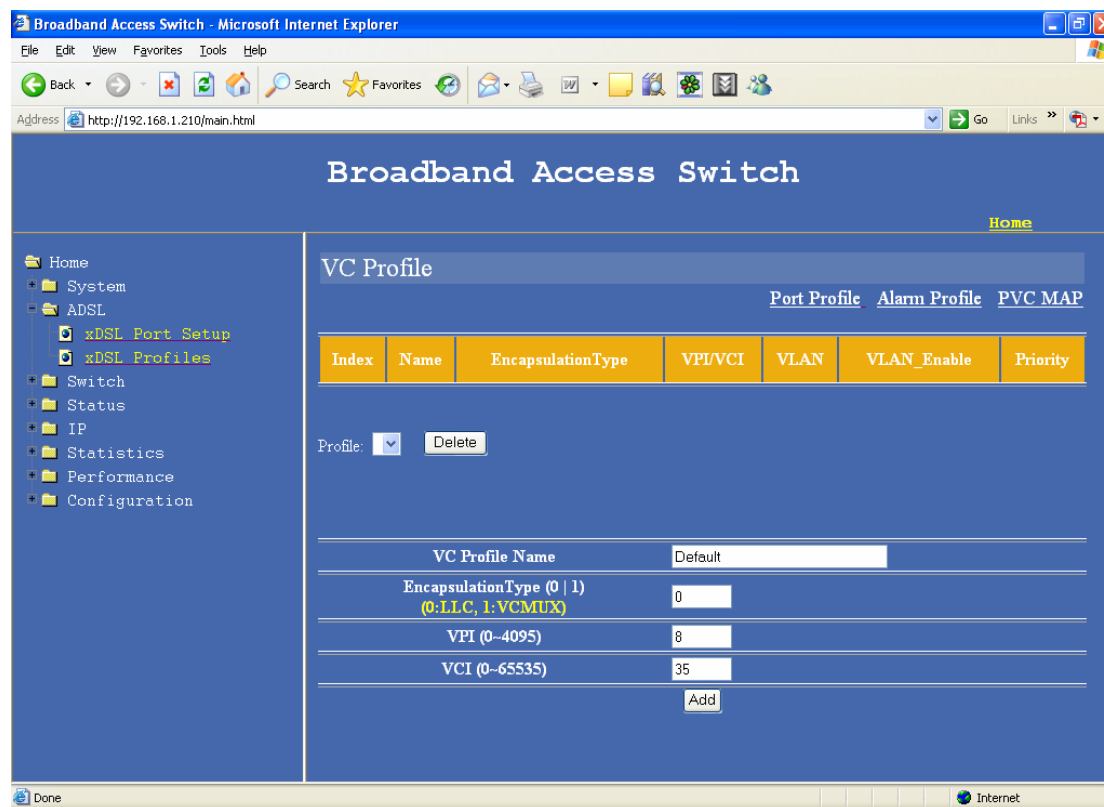 Broadband Access Switch - Microsoft Internet Explorer
File Edit View Favorites Tools Help
Back Search Favorites
Address http://192.168.1.210/main.html Go Links »
Broadband Access Switch
Home
Home
System
ADSL
xDSL Port Setup
xDSL Profiles
Switch
Status
IP
Statistics
Performance
Configuration
VC Profile
Port Profile Alarm Profile PVC MAP
Index Name EncapsulationType VPI/VCI VLAN VLAN_Enable Priority
Profile: Delete
VC Profile Name Default
EncapsulationType (0 | 1) 0
(0:LLC, 1:VCMUX)
VPI (0~4095) 8
VCI (0~65535) 35
Add
Done Internet